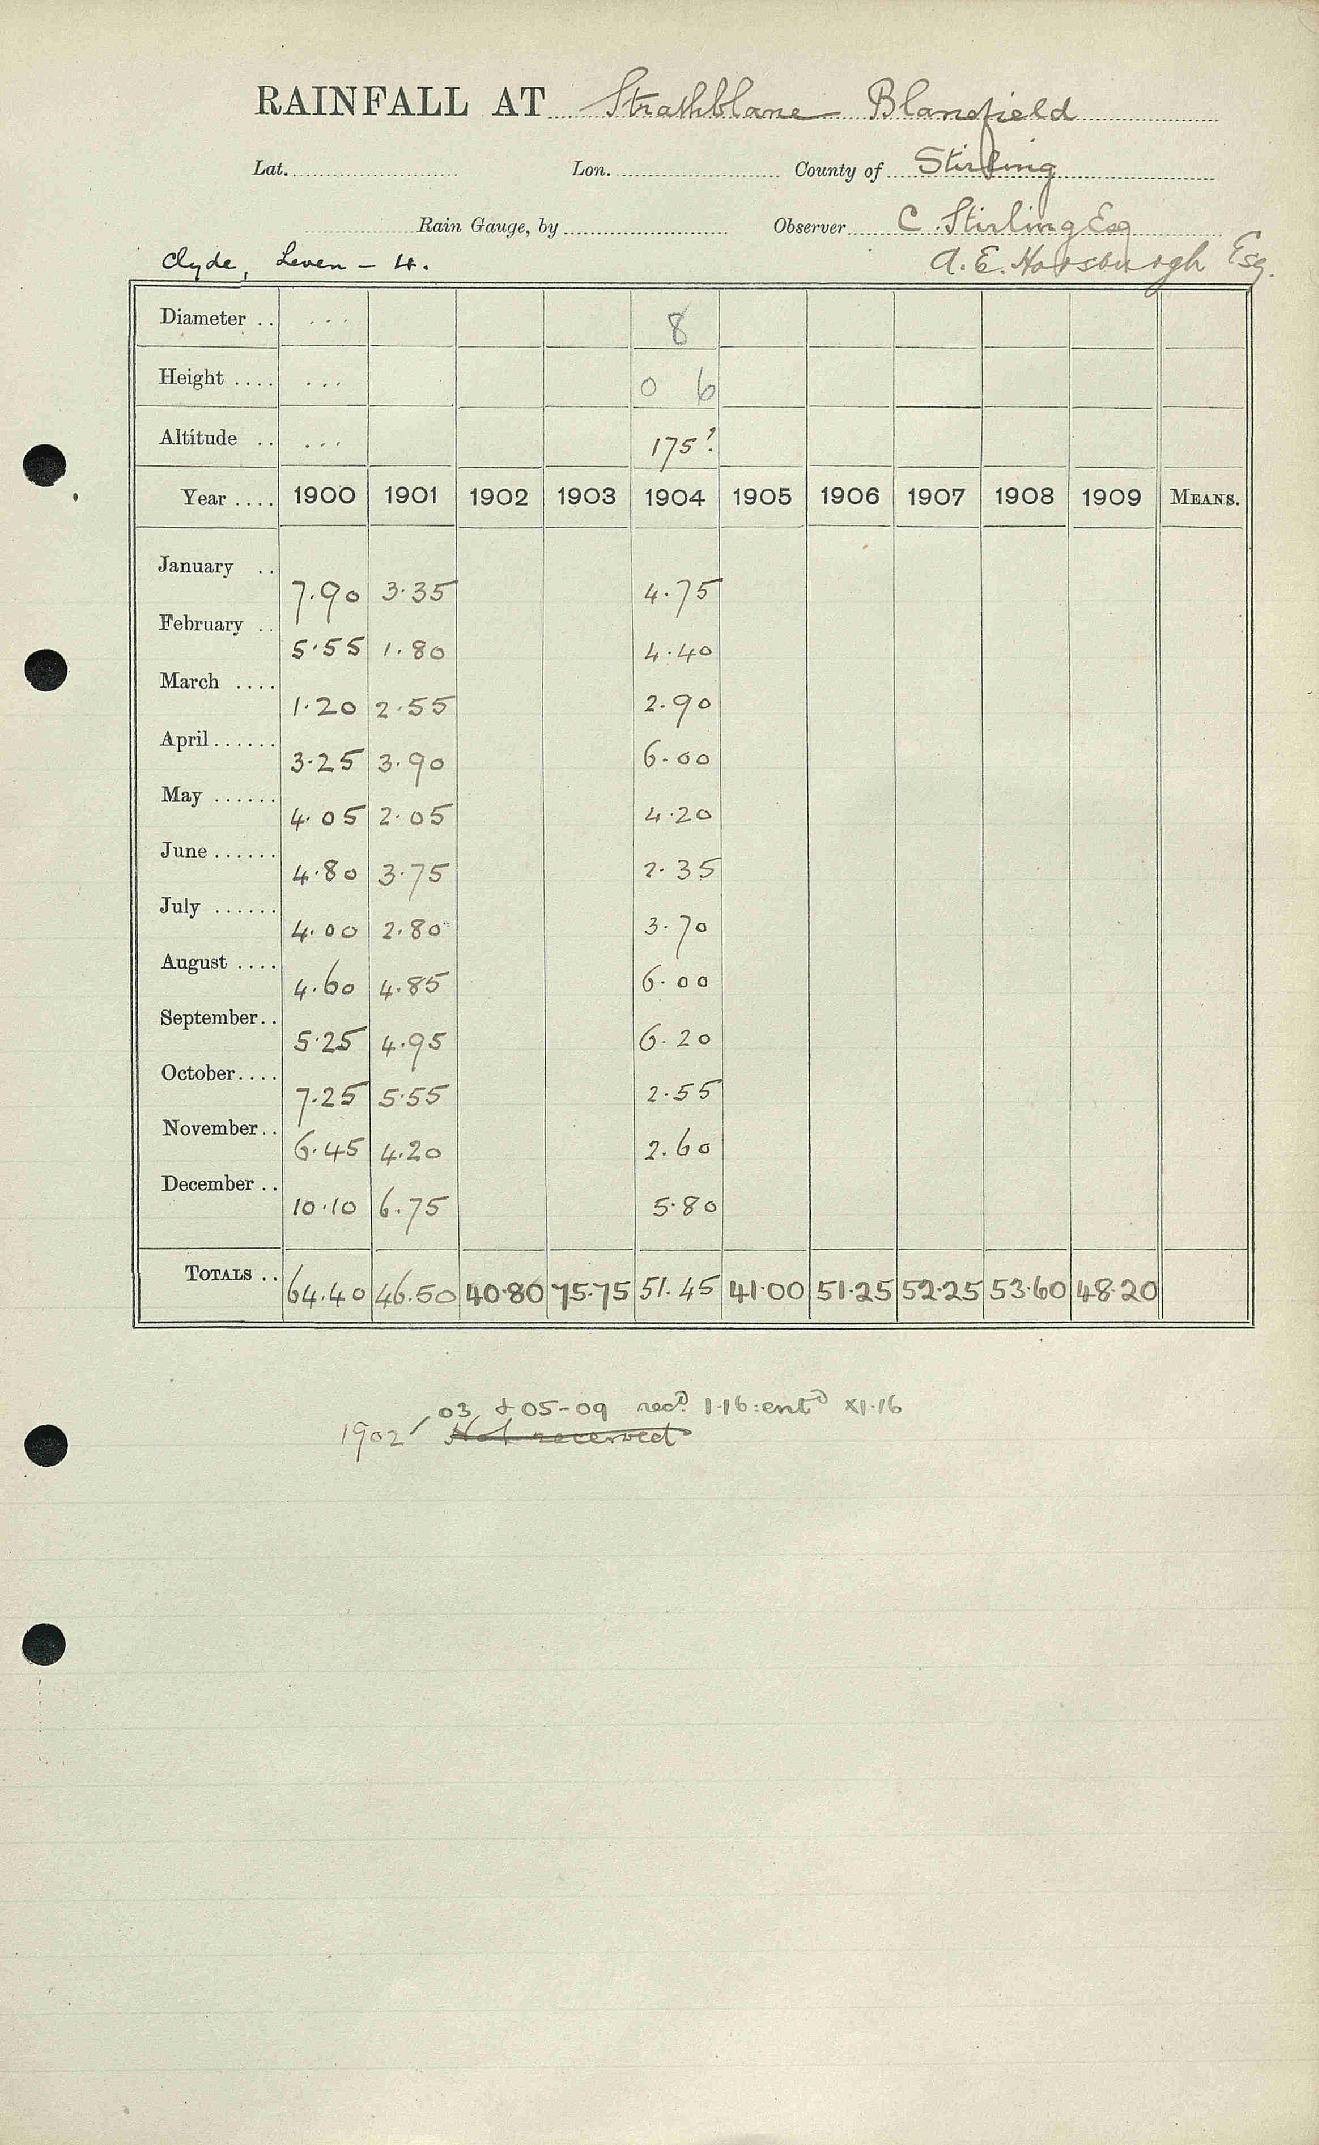 RAINFALL AT Strathblane Blanefield
Lat. Lon. County of Stirling
Rain Gauge, by Observer C. Stirling Esq
Clyde, Leven - 4. A. E. Horsburgh Esq.
Diameter .. ... 8
Height .... ... 0 6
Altitude .. ... 175?
Year .... 1900 1901 1902 1903 1904 1905 1906 1907 1908 1909 MEANS.
January .. 7.90 3.35 4.75
February .. 5.55 1.80 4.40
March .... 1.20 2.55 2.90
April ...... 3.25 3.90 6.00
May ...... 4.05 2.05 4.20
June ...... 4.80 3.75 2.35
July ...... 4.00 2.80 3.70
August .... 4.60 4.85 6.00
September .. 5.25 4.95 6.20
October .... 7.25 5.55 2.55
November .. 6.45 4.20 2.60
December .. 10.10 6.75 5.80
TOTALS .. 64.40 46.50 40.80 75.75 51.45 41.00 51.25 52.25 53.60 48.20
03 & 05-09 recd. 1.16: entd XI.16
1902 Not received